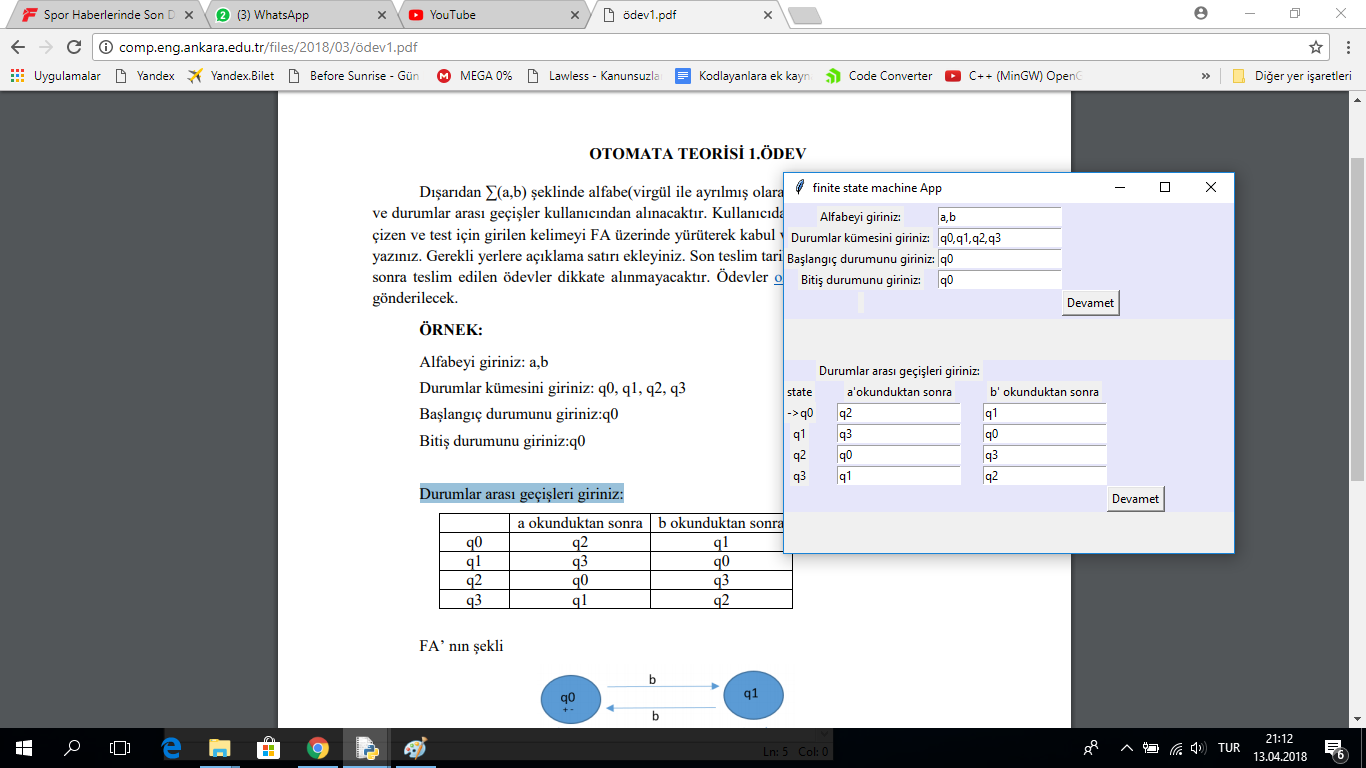 Spor Haberlerinde Son D
(3) WhatsApp
YouTube
ödev1.pdf
comp.eng.ankara.edu.tr/files/2018/03/ödev1.pdf
Uygulamalar
Yandex
Yandex.Bilet
Before Sunrise - Gün
MEGA 0%
Lawless - Kanunsuzla
Kodlayanlara ek kayn
Code Converter
C++ (MinGW) OpenG
»
Diğer yer işaretleri
OTOMATA TEORİSİ 1.ÖDEV
Dışarıdan ∑(a,b) şeklinde alfabe(virgül ile ayrılmış olara
ve durumlar arası geçişler kullanıcından alınacaktır. Kullanıcıda
çizen ve test için girilen kelimeyi FA üzerinde yürüterek kabul v
yazınız. Gerekli yerlere açıklama satırı ekleyiniz. Son teslim tari
sonra teslim edilen ödevler dikkate alınmayacaktır. Ödevler o
gönderilecek.
ÖRNEK:
Alfabeyi giriniz: a,b
Durumlar kümesini giriniz: q0, q1, q2, q3
Başlangıç durumunu giriniz:q0
Bitiş durumunu giriniz:q0
Durumlar arası geçişleri giriniz:
a okunduktan sonra b okunduktan sonra
q0 q2 q1
q1 q3 q0
q2 q0 q3
q3 q1 q2
FA’ nın şekli
q0
+ -
b
b
q1
finite state machine App
Alfabeyi giriniz: a,b
Durumlar kümesini giriniz: q0,q1,q2,q3
Başlangıç durumunu giriniz: q0
Bitiş durumunu giriniz: q0
Devamet
Durumlar arası geçişleri giriniz:
state a'okunduktan sonra b' okunduktan sonra
->q0 q2 q1
q1 q3 q0
q2 q0 q3
q3 q1 q2
Devamet
Ln: 5 Col: 0
TUR
21:12
13.04.2018
6